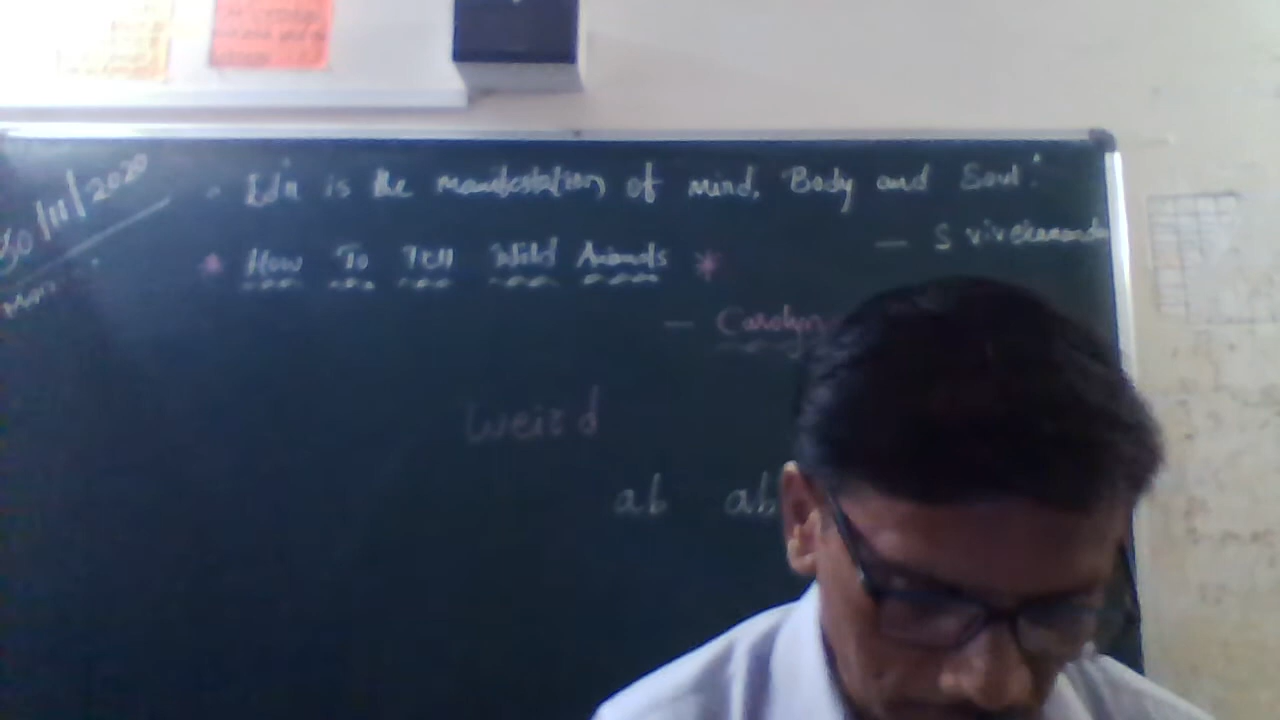 30/11/2020
Mon
" Edn is the manifestation of mind, Body and Soul."
— S vivekananda
* How To Tell Wild Animals *
— Carolyn
weird
ab ab